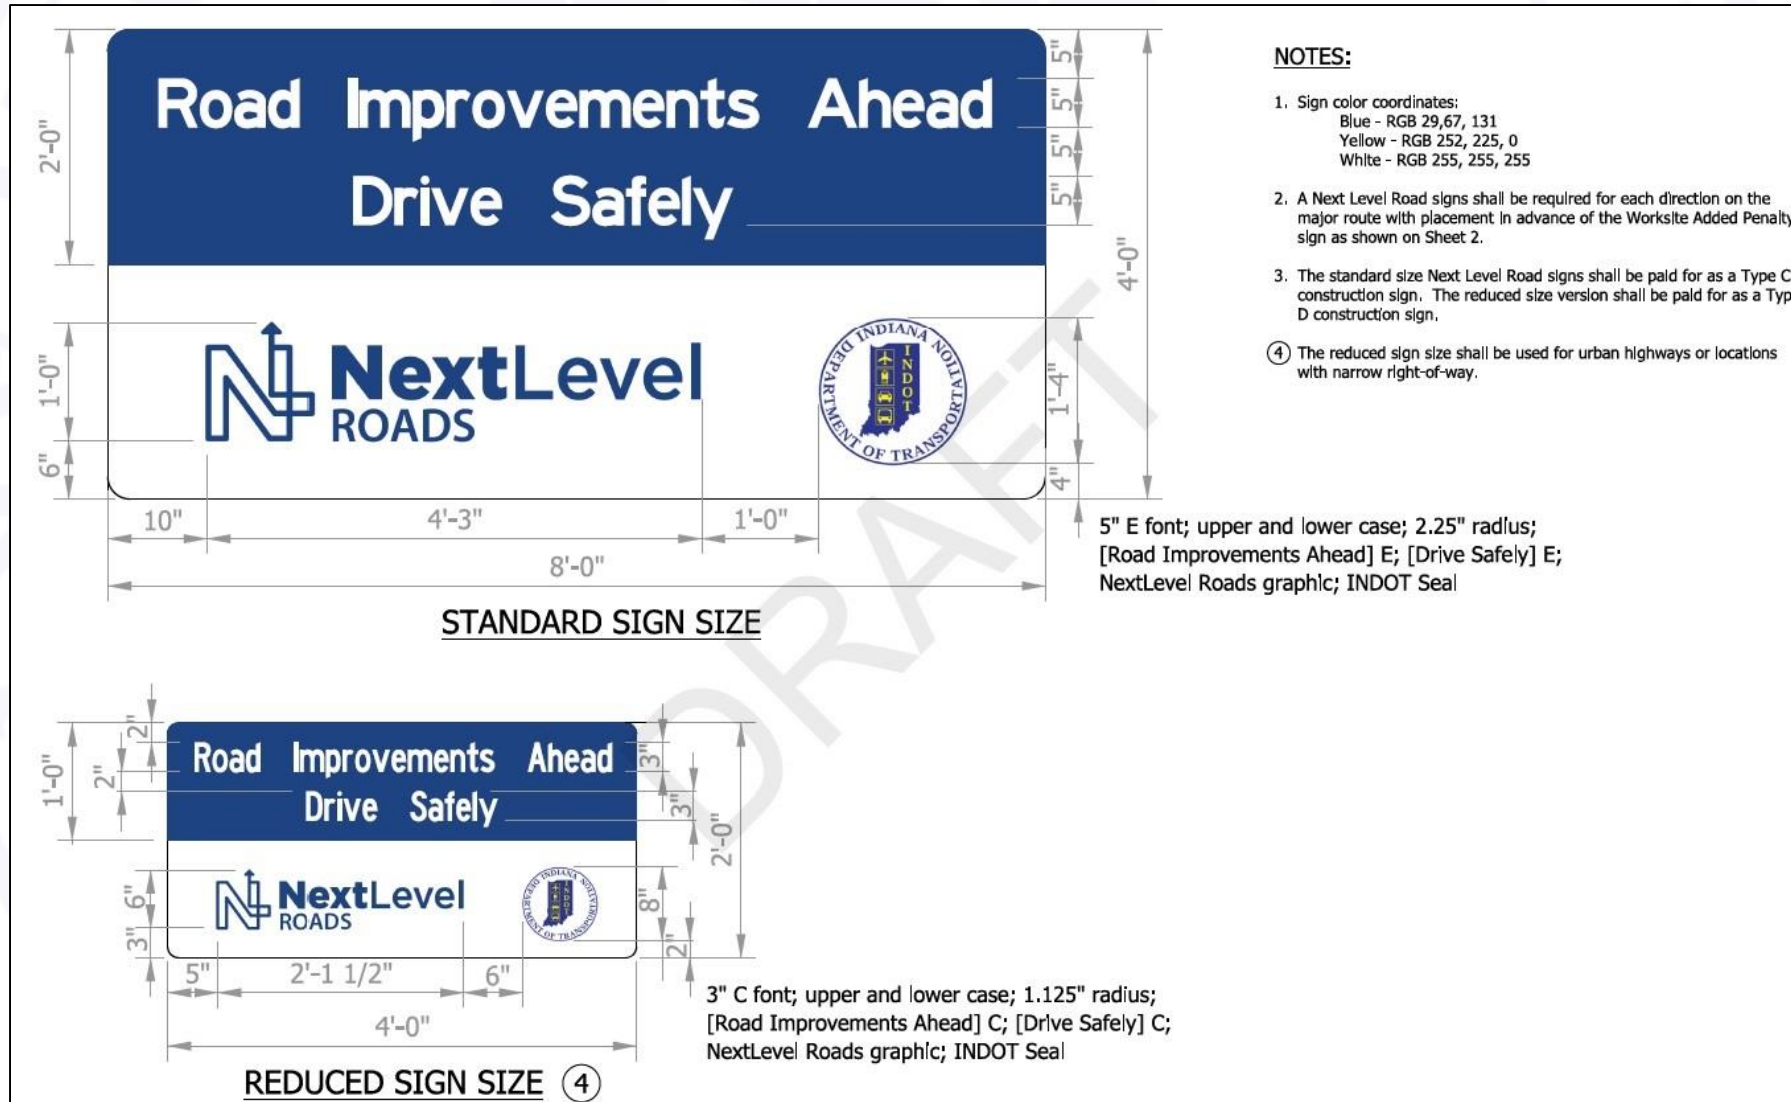 Road Improvements Ahead
Drive Safely
NextLevel
ROADS
INDIANA DEPARTMENT OF TRANSPORTATION
INDOT
2'-0"
1'-0"
6"
5"
5"
5"
5"
4'-0"
1'-4"
4"
10"
4'-3"
1'-0"
8'-0"
STANDARD SIGN SIZE
NOTES:
1. Sign color coordinates:
Blue - RGB 29,67, 131
Yellow - RGB 252, 225, 0
White - RGB 255, 255, 255
2. A Next Level Road signs shall be required for each direction on the
major route with placement in advance of the Worksite Added Penalty
sign as shown on Sheet 2.
3. The standard size Next Level Road signs shall be paid for as a Type C
construction sign. The reduced size version shall be paid for as a Typ
D construction sign.
4 The reduced sign size shall be used for urban highways or locations
with narrow right-of-way.
5" E font; upper and lower case; 2.25" radius;
[Road Improvements Ahead] E; [Drive Safely] E;
NextLevel Roads graphic; INDOT Seal
DRAFT
Road Improvements Ahead
Drive Safely
NextLevel
ROADS
INDIANA DEPARTMENT OF TRANSPORTATION
INDOT
2"
1'-0"
2"
3"
3"
2'-0"
6"
3"
8"
2"
5"
2'-1 1/2"
6"
4'-0"
REDUCED SIGN SIZE 4
3" C font; upper and lower case; 1.125" radius;
[Road Improvements Ahead] C; [Drive Safely] C;
NextLevel Roads graphic; INDOT Seal